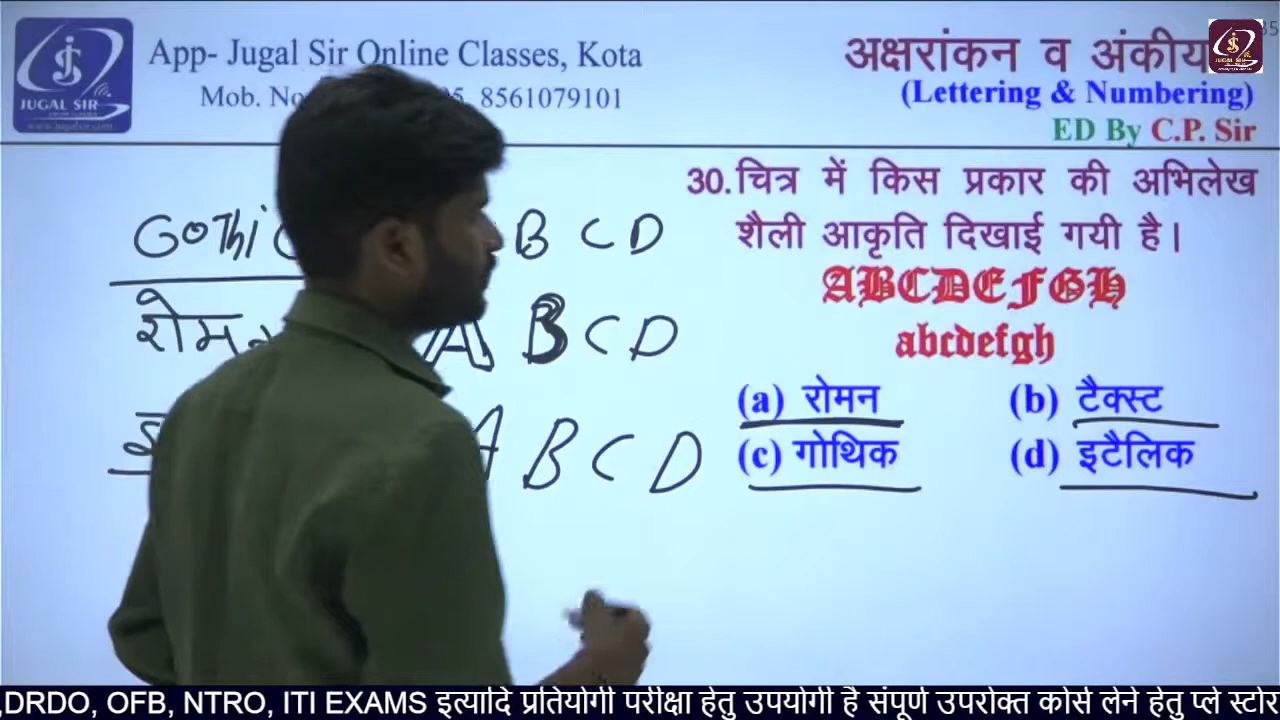 JUGAL SIR
App- Jugal Sir Online Classes, Kota
Mob. No 8561079101
अक्षरांकन व
(Lettering & Numbering)
ED By C.P. Sir
30. चित्र में किस प्रकार की अभिलेख
शैली आकृति दिखाई गयी है।
ABCDEFGH
abcdefgh
(a) रोमन (b) टैक्स्ट
(c) गोथिक (d) इटैलिक
B C D
A B C D
A B C D
,DRDO, OFB, NTRO, ITI EXAMS इत्यादि प्रतियोगी परीक्षा हेतु उपयोगी है संपूर्ण उपरोक्त कोर्स लेने हेतु प्ले स्टोर